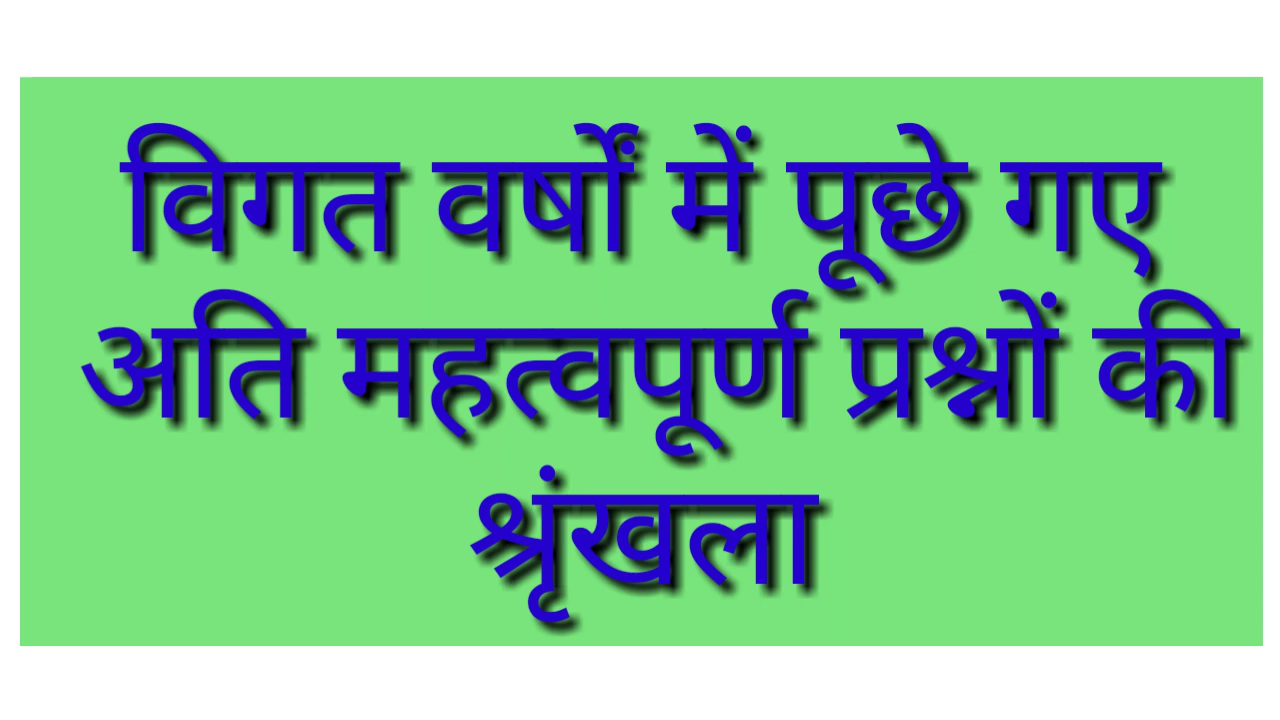 विगत वर्षों में पूछे गए
अति महत्वपूर्ण प्रश्नों की
श्रृंखला